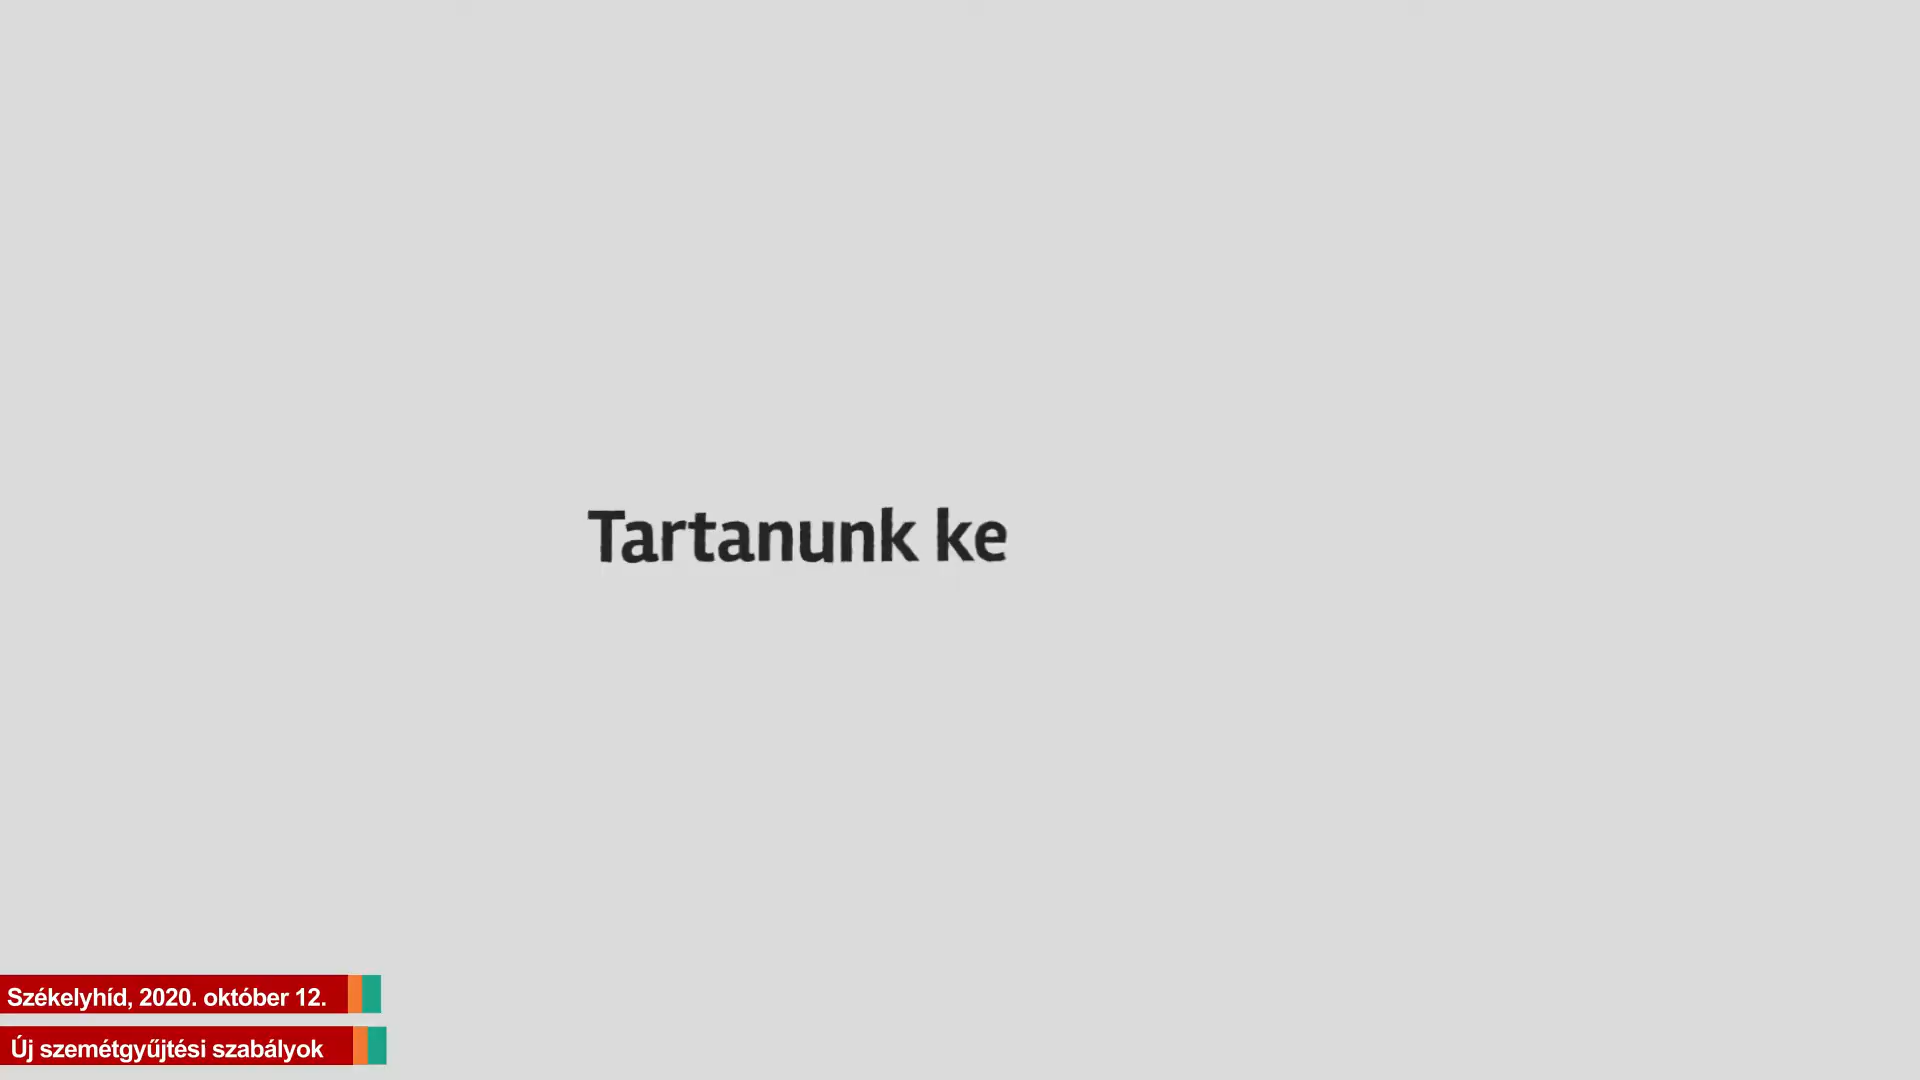 Tartanunk ke
Székelyhíd, 2020. október 12.
Új szemétgyűjtési szabályok